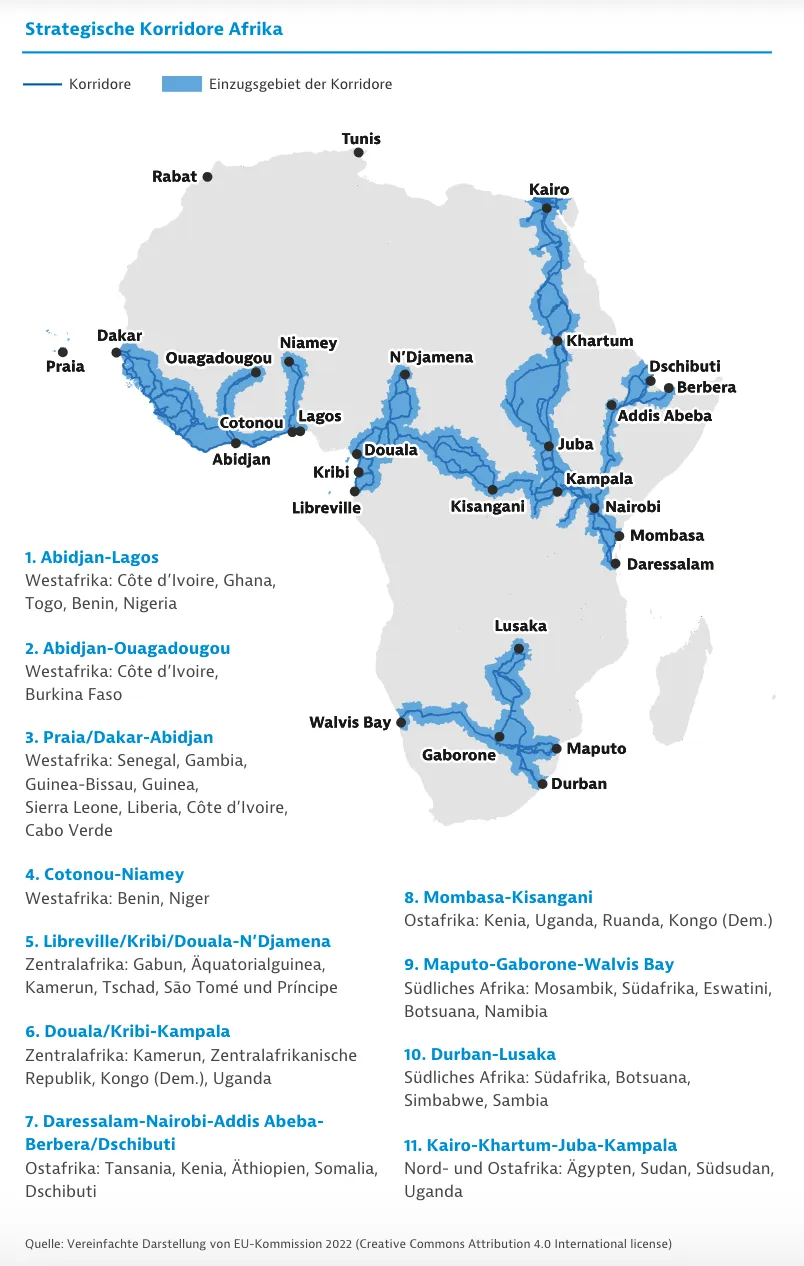 Strategische Korridore Afrika
Korridore
Einzugsgebiet der Korridore
Tunis
Rabat
Kairo
Dakar
Praia
Ouagadougou
Niamey
N’Djamena
Khartum
Dschibuti
Berbera
Addis Abeba
Cotonou
Lagos
Abidjan
Douala
Kribi
Libreville
Juba
Kampala
Kisangani
Nairobi
Mombasa
Daressalam
Lusaka
Walvis Bay
Gaborone
Maputo
Durban
1. Abidjan-Lagos
Westafrika: Côte d’Ivoire, Ghana,
Togo, Benin, Nigeria
2. Abidjan-Ouagadougou
Westafrika: Côte d’Ivoire,
Burkina Faso
3. Praia/Dakar-Abidjan
Westafrika: Senegal, Gambia,
Guinea-Bissau, Guinea,
Sierra Leone, Liberia, Côte d’Ivoire,
Cabo Verde
4. Cotonou-Niamey
Westafrika: Benin, Niger
5. Libreville/Kribi/Douala-N’Djamena
Zentralafrika: Gabun, Äquatorialguinea,
Kamerun, Tschad, São Tomé und Príncipe
6. Douala/Kribi-Kampala
Zentralafrika: Kamerun, Zentralafrikanische
Republik, Kongo (Dem.), Uganda
7. Daressalam-Nairobi-Addis Abeba-
Berbera/Dschibuti
Ostafrika: Tansania, Kenia, Äthiopien, Somalia,
Dschibuti
8. Mombasa-Kisangani
Ostafrika: Kenia, Uganda, Ruanda, Kongo (Dem.)
9. Maputo-Gaborone-Walvis Bay
Südliches Afrika: Mosambik, Südafrika, Eswatini,
Botsuana, Namibia
10. Durban-Lusaka
Südliches Afrika: Südafrika, Botsuana,
Simbabwe, Sambia
11. Kairo-Khartum-Juba-Kampala
Nord- und Ostafrika: Ägypten, Sudan, Südsudan,
Uganda
Quelle: Vereinfachte Darstellung von EU-Kommission 2022 (Creative Commons Attribution 4.0 International license)